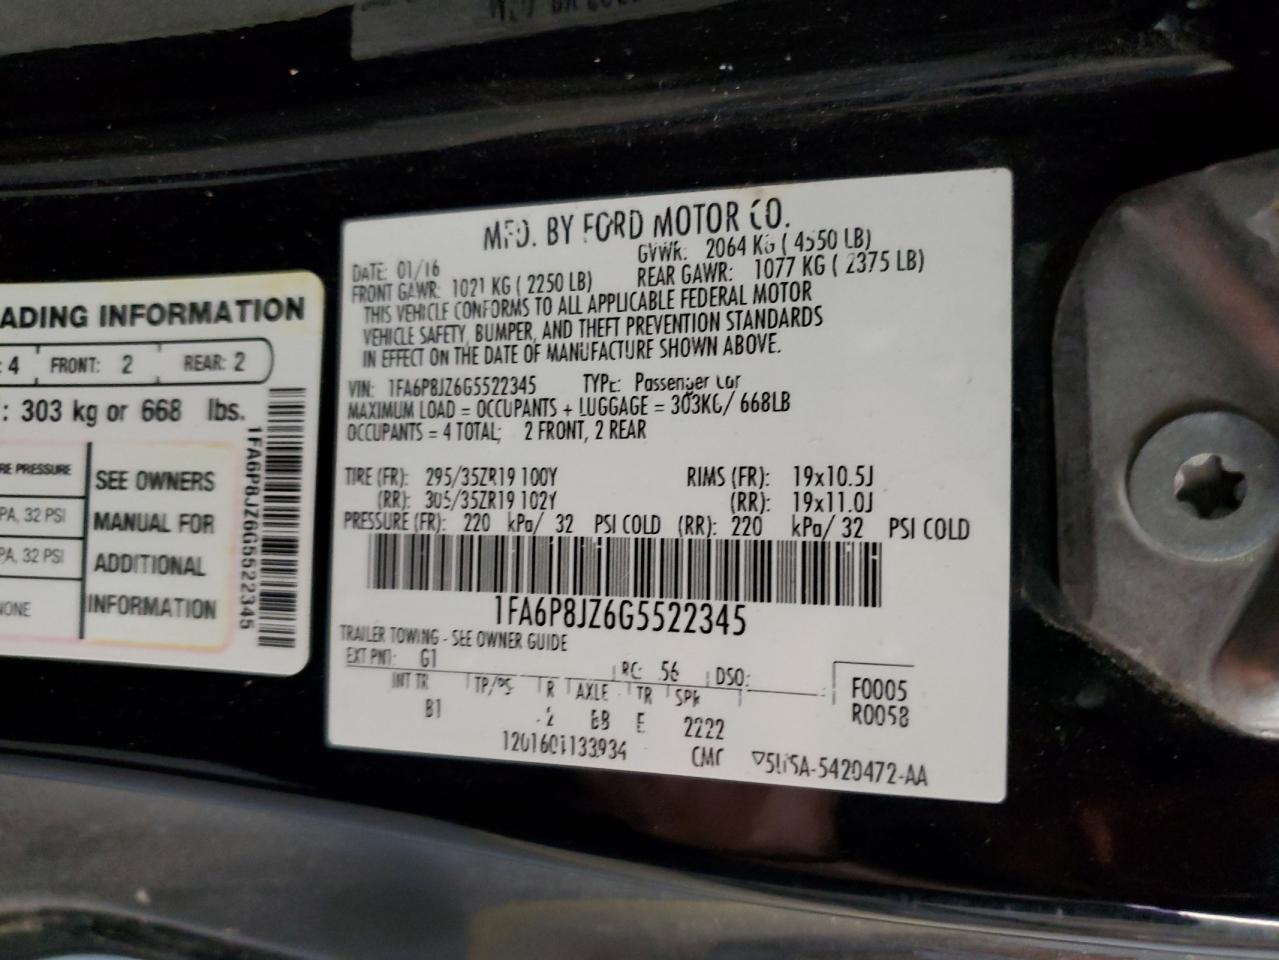 ADING INFORMATION
: 4 FRONT: 2 REAR: 2
: 303 kg or 668 lbs.
RE PRESSURE
PA, 32 PSI
PA, 32 PSI
NONE
SEE OWNERS
MANUAL FOR
ADDITIONAL
INFORMATION
1FA6P8JZ6G5522345
MFD. BY FORD MOTOR CO.
DATE: 01/16 GVWR: 2064 KG ( 4550 LB)
FRONT GAWR: 1021 KG ( 2250 LB) REAR GAWR: 1077 KG ( 2375 LB)
THIS VEHICLE CONFORMS TO ALL APPLICABLE FEDERAL MOTOR
VEHICLE SAFETY, BUMPER, AND THEFT PREVENTION STANDARDS
IN EFFECT ON THE DATE OF MANUFACTURE SHOWN ABOVE.
VIN: 1FA6P8JZ6G5522345 TYPE: Passenger Car
MAXIMUM LOAD = OCCUPANTS + LUGGAGE = 303KG/ 668LB
OCCUPANTS = 4 TOTAL; 2 FRONT, 2 REAR
TIRE (FR): 295/35ZR19 100Y RIMS (FR): 19x10.5J
(RR): 305/35ZR19 102Y (RR): 19x11.0J
PRESSURE (FR): 220 kPa/ 32 PSI COLD (RR): 220 kPa/ 32 PSI COLD
1FA6P8JZ6G5522345
TRAILER TOWING - SEE OWNER GUIDE
EXT PNT: G1 RC: 56 DSO: F0005
INT TR TP/PS R AXLE TR SPR R0058
B1 2 E 2222
CMC 5420472-AA